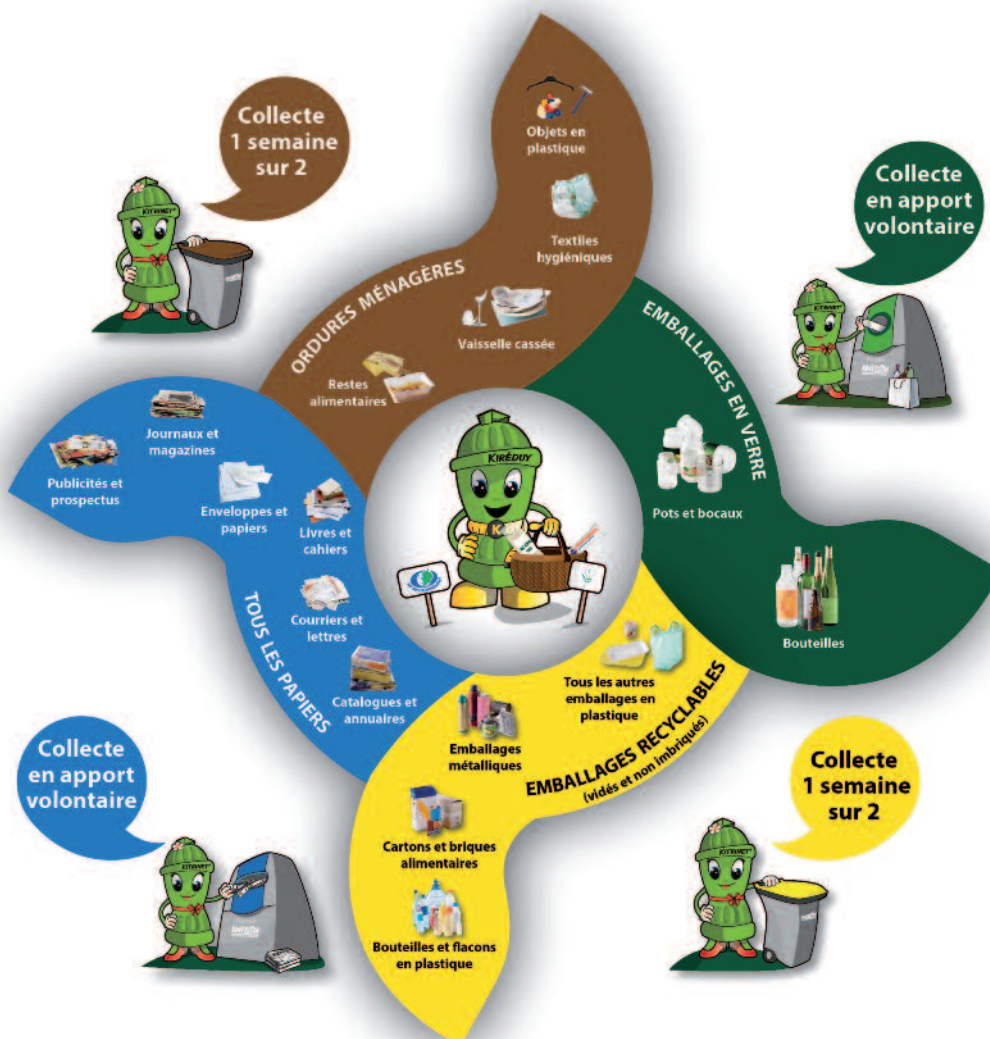 Collecte
1 semaine
sur 2
KITRINET
ORDURES MÉNAGÈRES
Objets en
plastique
Textiles
hygiéniques
Vaisselle cassée
Restes
alimentaires
Collecte
en apport
volontaire
KITRINET
EMBALLAGES EN VERRE
Pots et bocaux
Bouteilles
KIRÉDUY
K
TOUS LES PAPIERS
Journaux et
magazines
Publicités et
prospectus
Enveloppes et
papiers
Livres et
cahiers
Courriers et
lettres
Catalogues et
annuaires
Collecte
en apport
volontaire
KITRINET
EMBALLAGES RECYCLABLES
(vidés et non imbriqués)
Tous les autres
emballages en
plastique
Emballages
métalliques
Cartons et briques
alimentaires
Bouteilles et flacons
en plastique
Collecte
1 semaine
sur 2
KITRINET